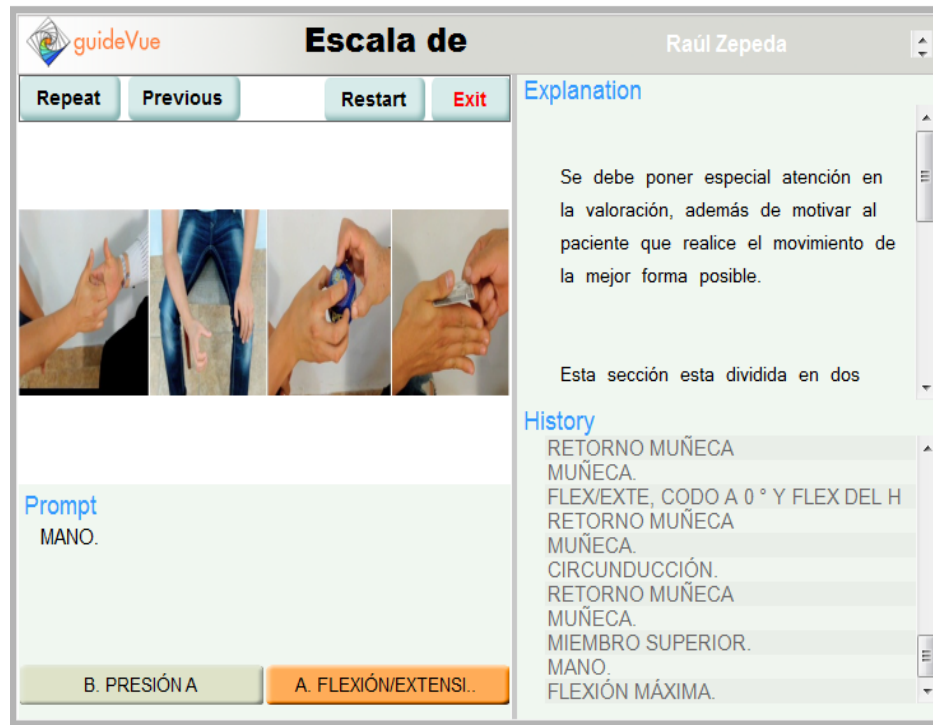 guideVue
Escala de
Raúl Zepeda
Repeat
Previous
Restart
Exit
Explanation
Se debe poner especial atención en
la valoración, además de motivar al
paciente que realice el movimiento de
la mejor forma posible.
Esta sección esta dividida en dos
Prompt
MANO.
B. PRESIÓN A
A. FLEXIÓN/EXTENSI..
History
RETORNO MUÑECA
MUÑECA.
FLEX/EXTE, CODO A 0 ° Y FLEX DEL H
RETORNO MUÑECA
MUÑECA.
CIRCUNDUCCIÓN.
RETORNO MUÑECA
MUÑECA.
MIEMBRO SUPERIOR.
MANO.
FLEXIÓN MÁXIMA.